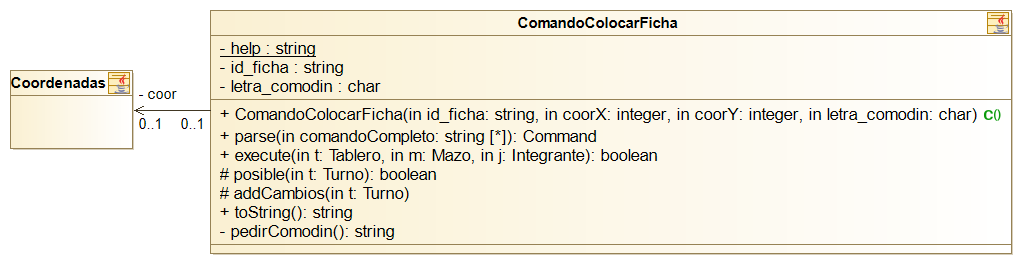 ComandoColocarFicha
- help : string
- id_ficha : string
- letra_comodin : char
Coordenadas
- coor
0..1 0..1
+ ComandoColocarFicha(in id_ficha: string, in coorX: integer, in coorY: integer, in letra_comodin: char) C()
+ parse(in comandoCompleto: string [*]): Command
+ execute(in t: Tablero, in m: Mazo, in j: Integrante): boolean
# posible(in t: Turno): boolean
# addCambios(in t: Turno)
+ toString(): string
- pedirComodin(): string